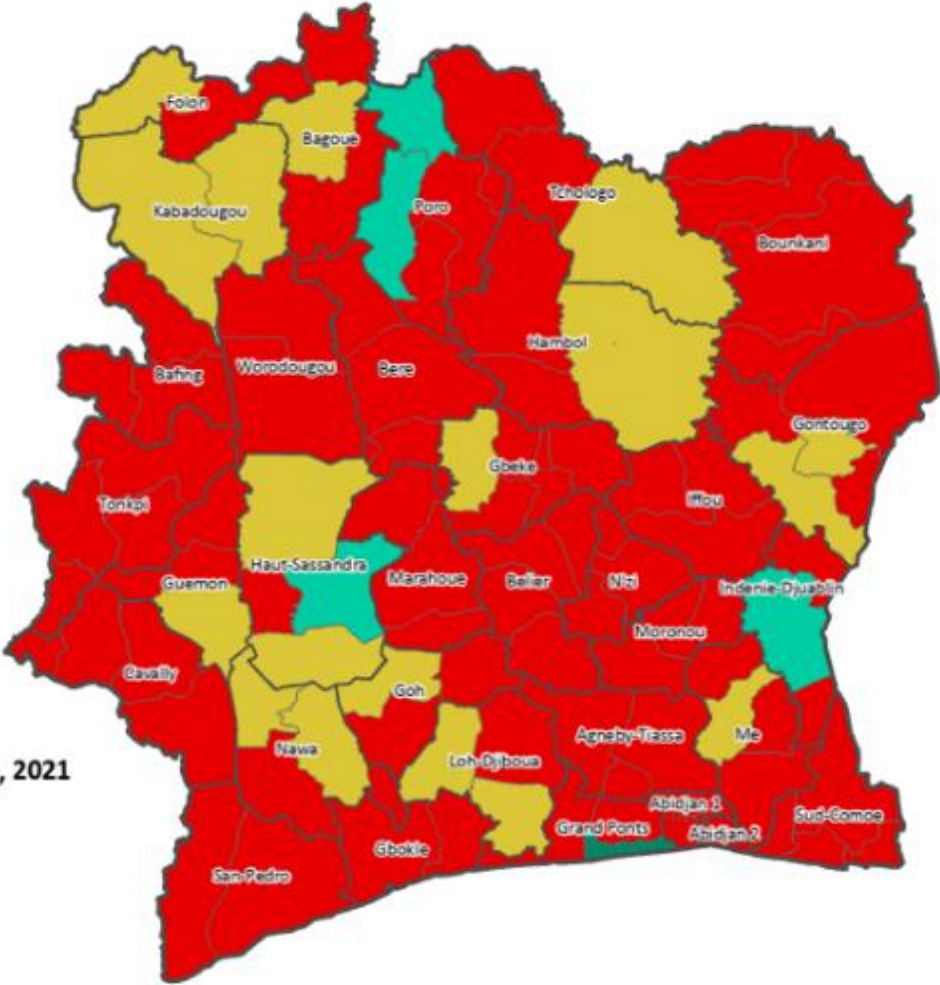 Folon
Bagoue
Tchologo
Kabadougou
Poro
Bounkani
Hambol
Bafing
Worodougou
Bere
Gontougo
Gbeke
Iffou
Tonkpi
Haut-Sassandra
Guemon
Marahoue
Belier
Nizi
Indenie-Djuablin
Moronou
Cavally
Goh
Nawa
Agneby-Tiassa
Me
Loh-Djiboua
, 2021
Abidjan 1
Sud-Comoe
Grand Ponts
Abidjan 2
Gbokle
San-Pedro